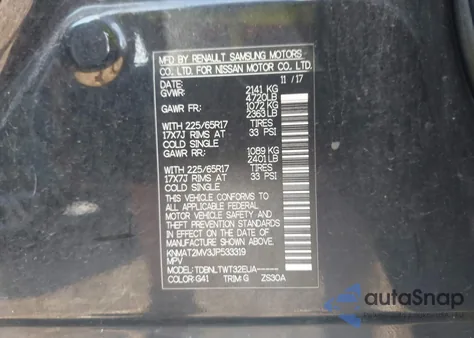 MFD BY RENAULT SAMSUNG MOTORS
CO., LTD. FOR NISSAN MOTOR CO., LTD.
DATE: 11 / 17
GVWR: 2141 KG
4720LB
GAWR FR: 1072 KG
2363LB
WITH 225/65R17 TIRES
17X7J RIMS AT 33 PSI
COLD SINGLE
GAWR RR: 1089 KG
2401LB
WITH 225/65R17 TIRES
17X7J RIMS AT 33 PSI
COLD SINGLE
THIS VEHICLE CONFORMS TO
ALL APPLICABLE FEDERAL
MOTOR VEHICLE SAFETY AND
THEFT PREVENTION STANDARDS
IN EFFECT ON THE DATE OF
MANUFACTURE SHOWN ABOVE.
KNMAT2MV3JP533319
MPV
MODEL: TDBNLTWT32EUA-----
COLOR: G41 TRIM: G ZS30A
AutoSnap